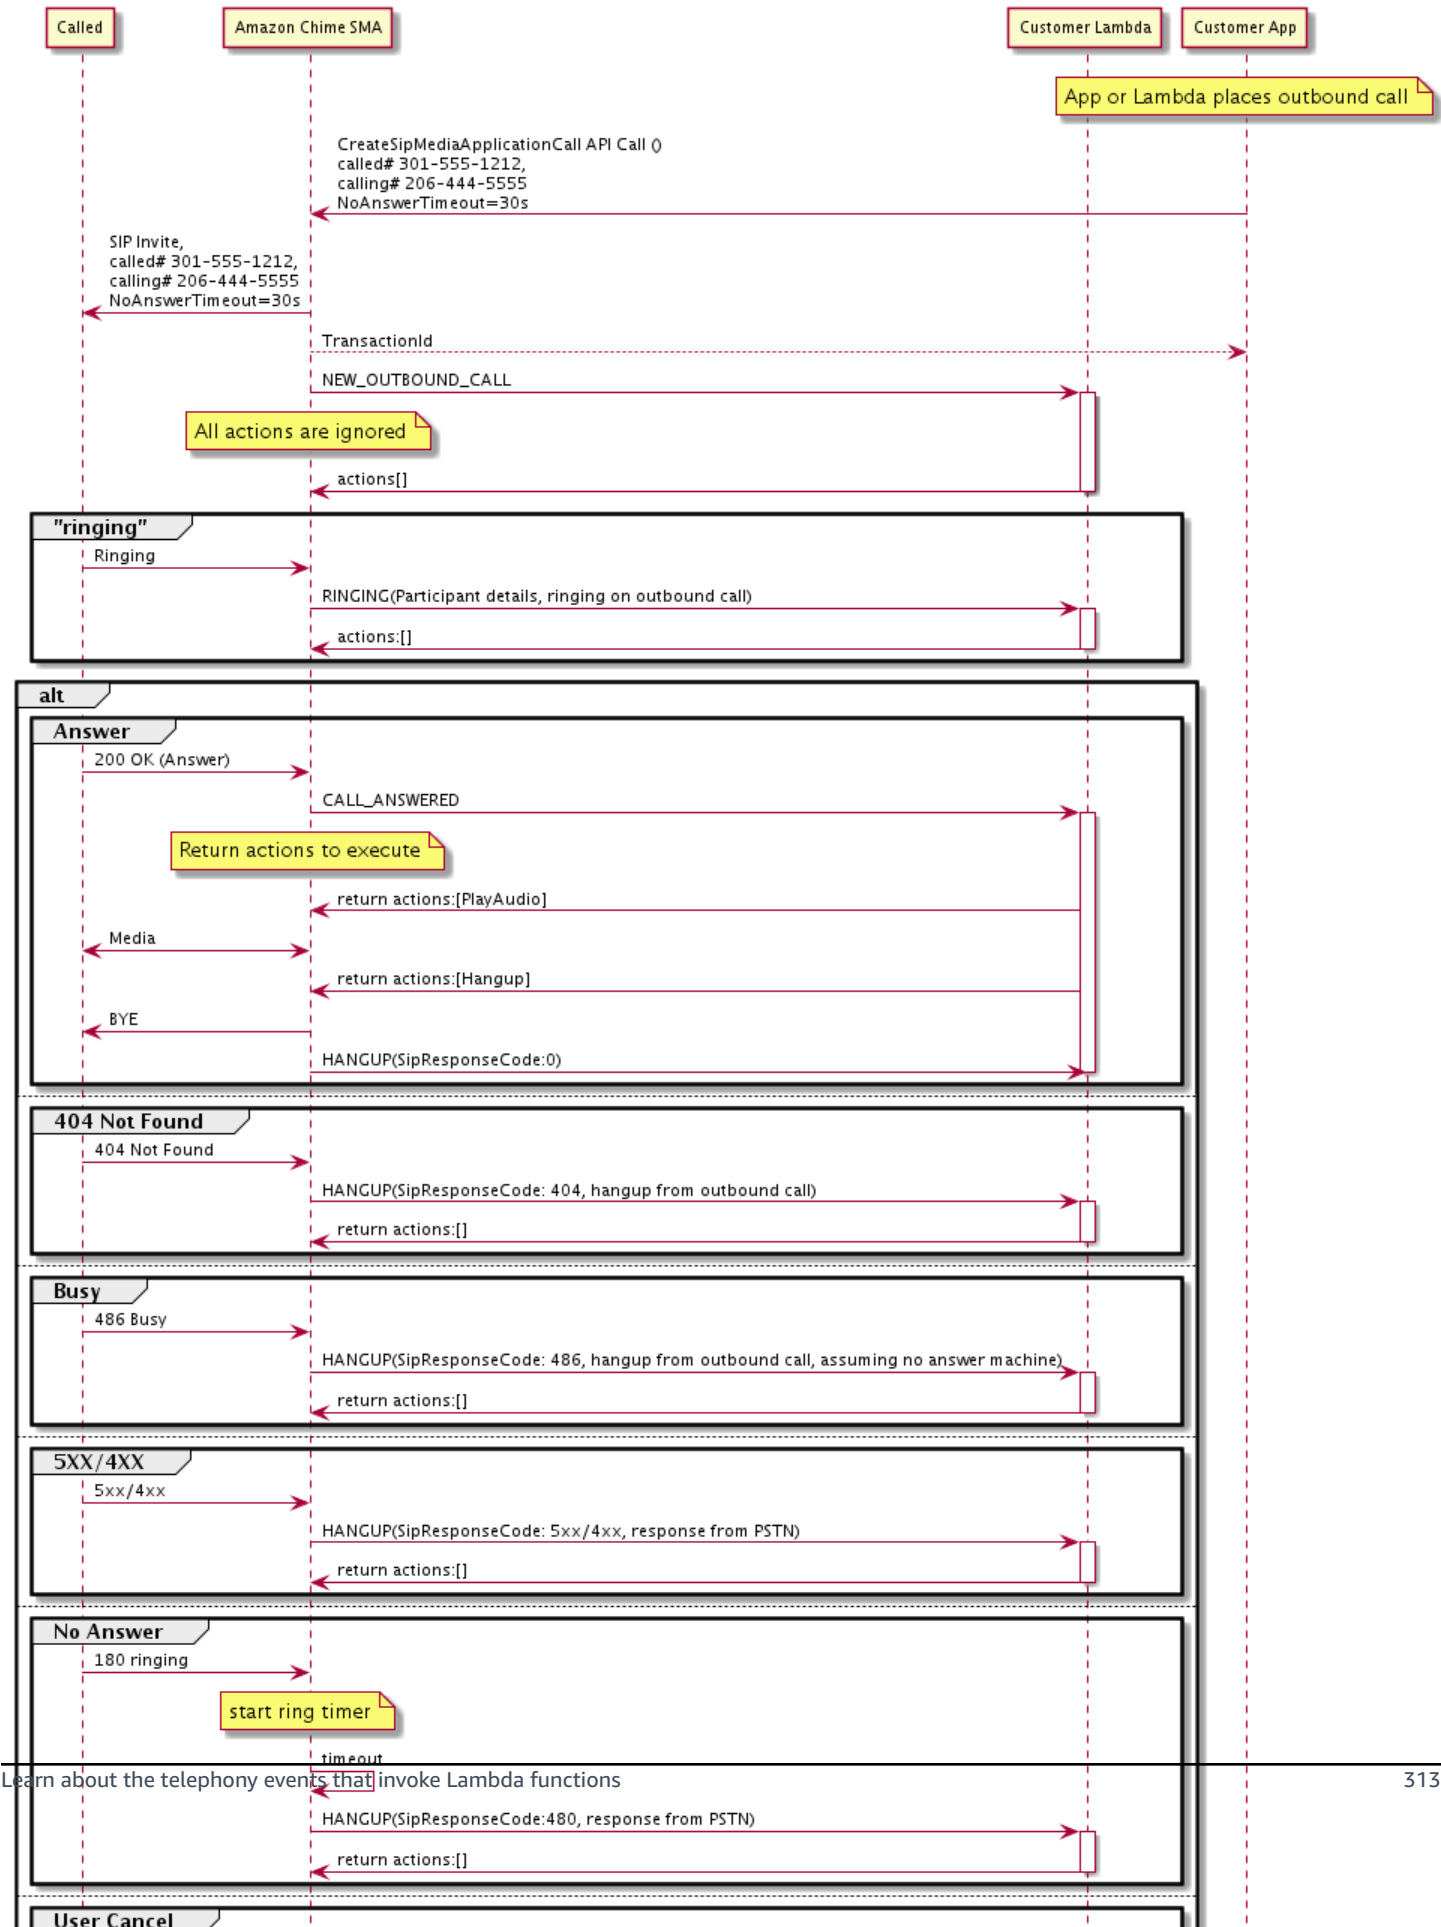 Called
Amazon Chime SMA
Customer Lambda
Customer App
App or Lambda places outbound call
CreateSipMediaApplicationCall API Call ()
called# 301-555-1212,
calling# 206-444-5555
NoAnswerTimeout=30s
SIP Invite,
called# 301-555-1212,
calling# 206-444-5555
NoAnswerTimeout=30s
TransactionId
NEW_OUTBOUND_CALL
All actions are ignored
actions[]
"ringing"
Ringing
RINGING(Participant details, ringing on outbound call)
actions:[]
alt
Answer
200 OK (Answer)
CALL_ANSWERED
Return actions to execute
return actions:[PlayAudio]
Media
return actions:[Hangup]
BYE
HANGUP(SipResponseCode:0)
404 Not Found
404 Not Found
HANGUP(SipResponseCode: 404, hangup from outbound call)
return actions:[]
Busy
486 Busy
HANGUP(SipResponseCode: 486, hangup from outbound call, assuming no answer machine)
return actions:[]
5XX/4XX
5xx/4xx
HANGUP(SipResponseCode: 5xx/4xx, response from PSTN)
return actions:[]
No Answer
180 ringing
start ring timer
timeout
Learn about the telephony events that invoke Lambda functions
313
HANGUP(SipResponseCode:480, response from PSTN)
return actions:[]
User Cancel